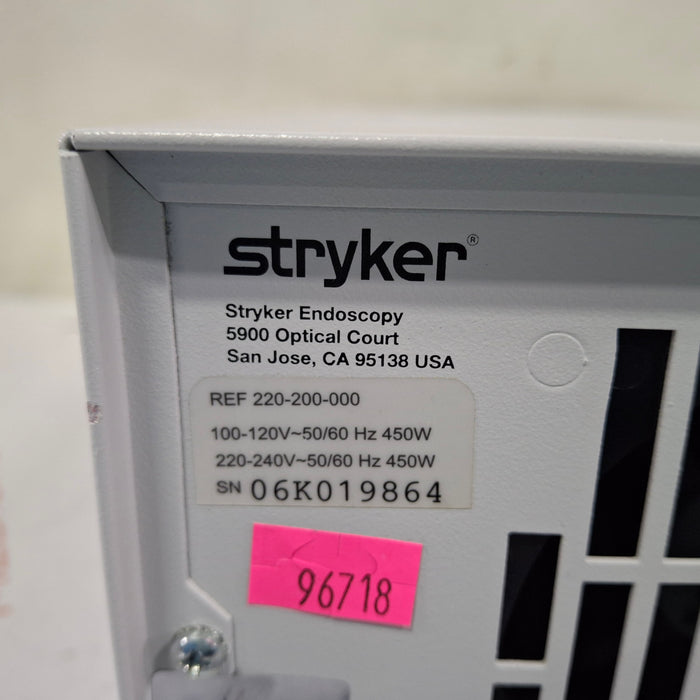 stryker®
Stryker Endoscopy
5900 Optical Court
San Jose, CA 95138 USA
REF 220-200-000
100-120V~50/60 Hz 450W
220-240V~50/60 Hz 450W
SN 06K019864
96718